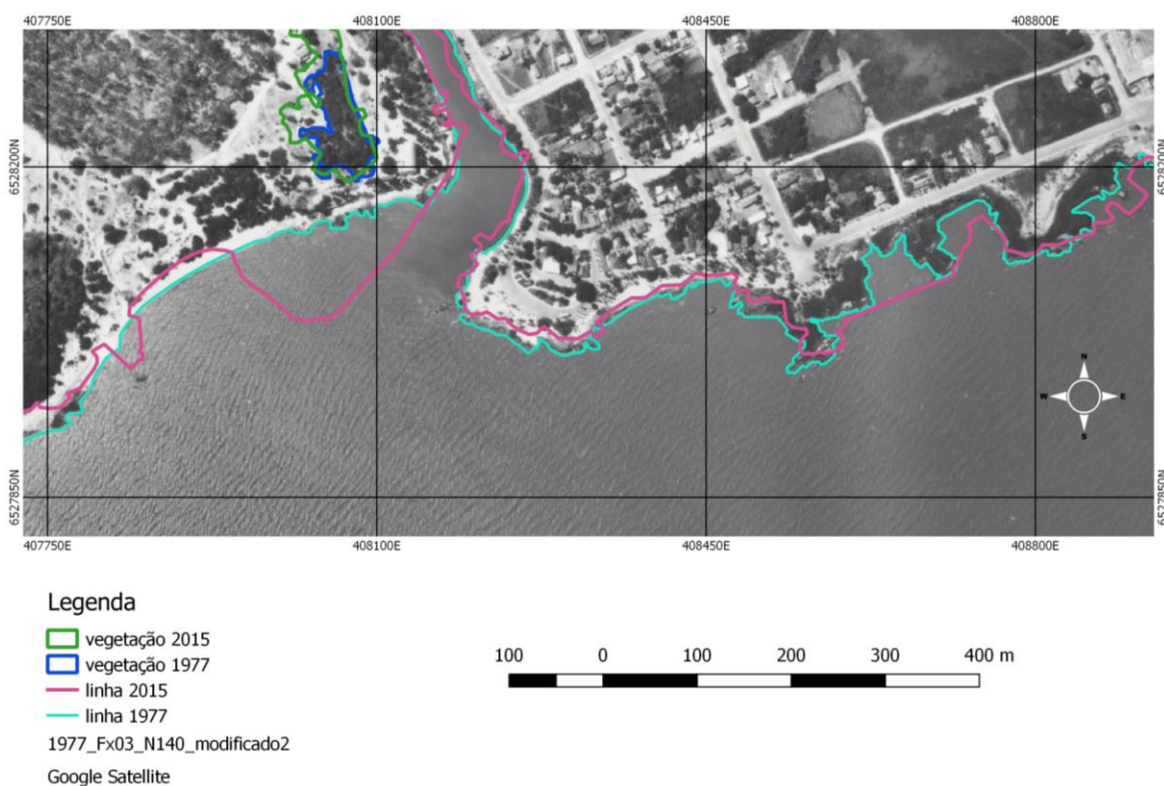 407750E 408100E 408450E 408800E
6528200N 6528200N
N
W E
S
6527850N 6527850N
407750E 408100E 408450E 408800E
Legenda
vegetação 2015
vegetação 1977
linha 2015
linha 1977
1977_Fx03_N140_modificado2
Google Satellite
100 0 100 200 300 400 m